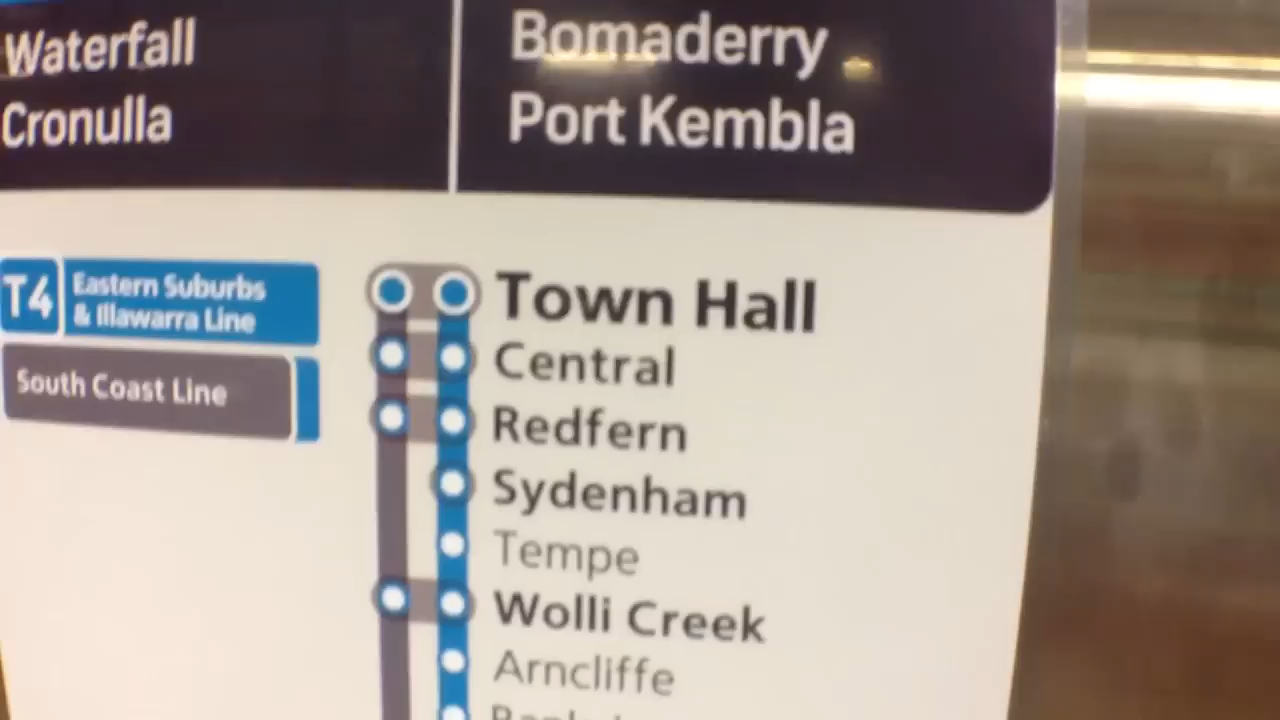 Waterfall
Cronulla
Bomaderry
Port Kembla
T4 Eastern Suburbs
& Illawarra Line
South Coast Line
Town Hall
Central
Redfern
Sydenham
Tempe
Wolli Creek
Arncliffe